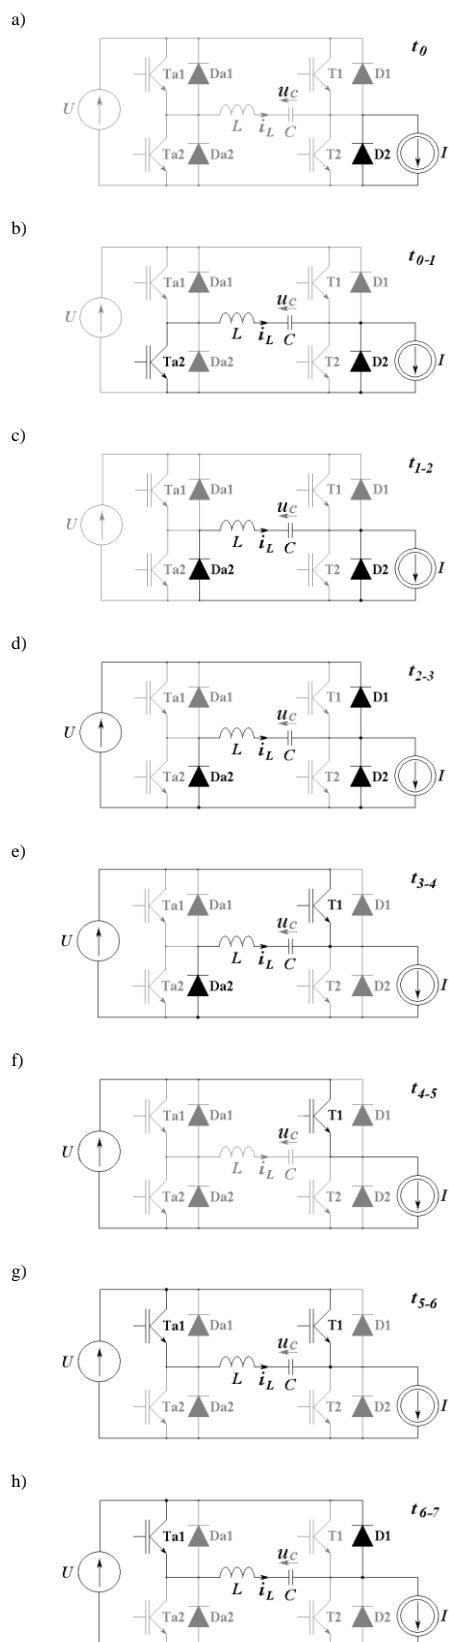 a)
t0
Ta1 Da1 uc T1 D1
U
L iL C
Ta2 Da2 T2 D2 I
b)
t0-1
Ta1 Da1 uc T1 D1
U
L iL C
Ta2 Da2 T2 D2 I
c)
t1-2
Ta1 Da1 uc T1 D1
U
L iL C
Ta2 Da2 T2 D2 I
d)
t2-3
Ta1 Da1 uc T1 D1
U
L iL C
Ta2 Da2 T2 D2 I
e)
t3-4
Ta1 Da1 uc T1 D1
U
L iL C
Ta2 Da2 T2 D2 I
f)
t4-5
Ta1 Da1 uc T1 D1
U
L iL C
Ta2 Da2 T2 D2 I
g)
t5-6
Ta1 Da1 uc T1 D1
U
L iL C
Ta2 Da2 T2 D2 I
h)
t6-7
Ta1 Da1 uc T1 D1
U
L iL C
Ta2 Da2 T2 D2 I